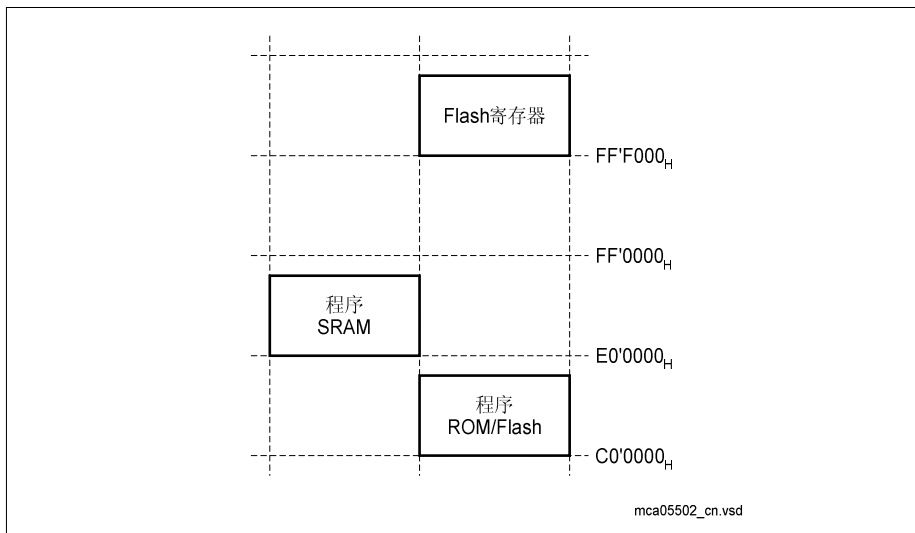 Flash寄存器
FF'F000H
FF'0000H
程序
SRAM
E0'0000H
程序
ROM/Flash
C0'0000H
mca05502_cn.vsd